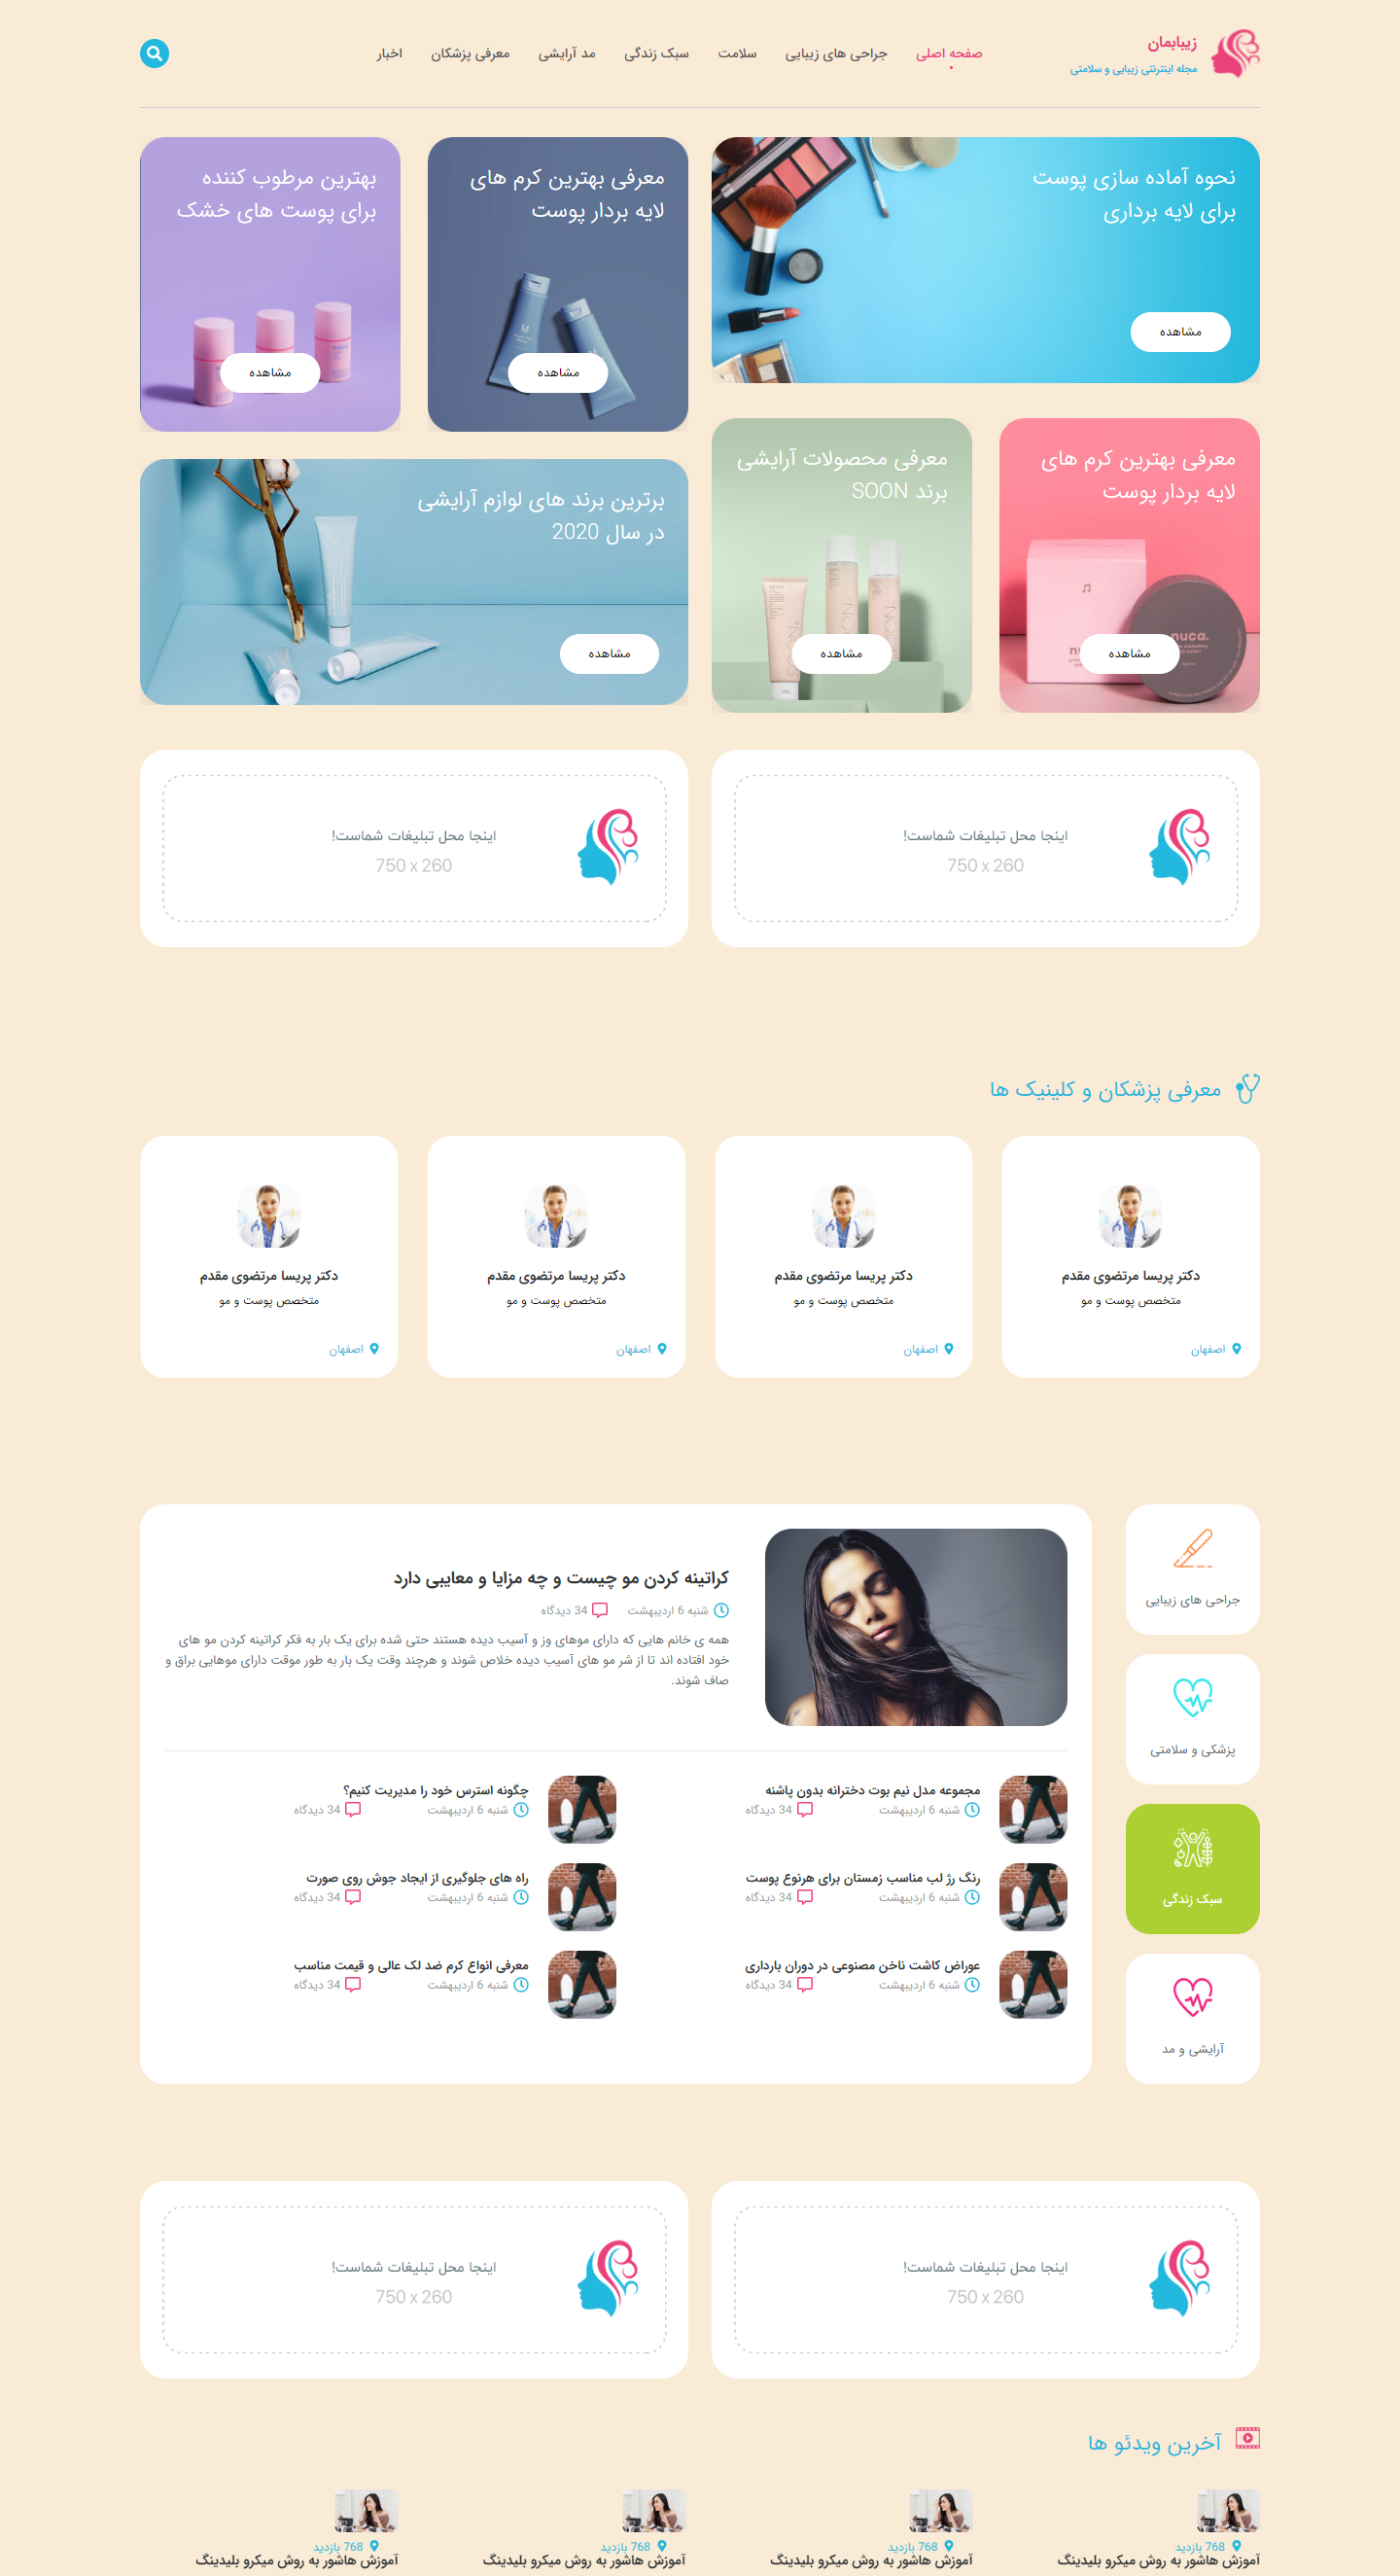 زیبابمان
مجله اینترنتی زیبایی و سلامتی
صفحه اصلی
جراحی های زیبایی
سلامت
سبک زندگی
مد آرایشی
معرفی پزشکان
اخبار
نحوه آماده سازی پوست
برای لایه برداری
مشاهده
معرفی بهترین کرم های
لایه بردار پوست
مشاهده
بهترین مرطوب کننده
برای پوست های خشک
مشاهده
معرفی بهترین کرم های
لایه بردار پوست
nuca.
مشاهده
معرفی محصولات آرایشی
برند SOON
مشاهده
برترین برند های لوازم آرایشی
در سال 2020
مشاهده
اینجا محل تبلیغات شماست!
750 x 260
اینجا محل تبلیغات شماست!
750 x 260
معرفی پزشکان و کلینیک ها
دکتر پریسا مرتضوی مقدم
متخصص پوست و مو
اصفهان
دکتر پریسا مرتضوی مقدم
متخصص پوست و مو
اصفهان
دکتر پریسا مرتضوی مقدم
متخصص پوست و مو
اصفهان
دکتر پریسا مرتضوی مقدم
متخصص پوست و مو
اصفهان
جراحی های زیبایی
پزشکی و سلامتی
سبک زندگی
آرایشی و مد
کراتینه کردن مو چیست و چه مزایا و معایبی دارد
شنبه 6 اردیبهشت
34 دیدگاه
همه ی خانم هایی که دارای موهای وز و آسیب دیده هستند حتی شده برای یک بار به فکر کراتینه کردن مو های
خود افتاده اند تا از شر مو های آسیب دیده خلاص شوند و هرچند وقت یک بار به طور موقت دارای موهایی براق و
صاف شوند.
مجموعه مدل نیم بوت دخترانه بدون پاشنه
شنبه 6 اردیبهشت
34 دیدگاه
چگونه استرس خود را مدیریت کنیم؟
شنبه 6 اردیبهشت
34 دیدگاه
رنگ رژ لب مناسب زمستان برای هرنوع پوست
شنبه 6 اردیبهشت
34 دیدگاه
راه های جلوگیری از ایجاد جوش روی صورت
شنبه 6 اردیبهشت
34 دیدگاه
عوراض کاشت ناخن مصنوعی در دوران بارداری
شنبه 6 اردیبهشت
34 دیدگاه
معرفی انواع کرم ضد لک عالی و قیمت مناسب
شنبه 6 اردیبهشت
34 دیدگاه
اینجا محل تبلیغات شماست!
750 x 260
اینجا محل تبلیغات شماست!
750 x 260
آخرین ویدئو ها
768 بازدید
آموزش هاشور به روش میکرو بلیدینگ
768 بازدید
آموزش هاشور به روش میکرو بلیدینگ
768 بازدید
آموزش هاشور به روش میکرو بلیدینگ
768 بازدید
آموزش هاشور به روش میکرو بلیدینگ